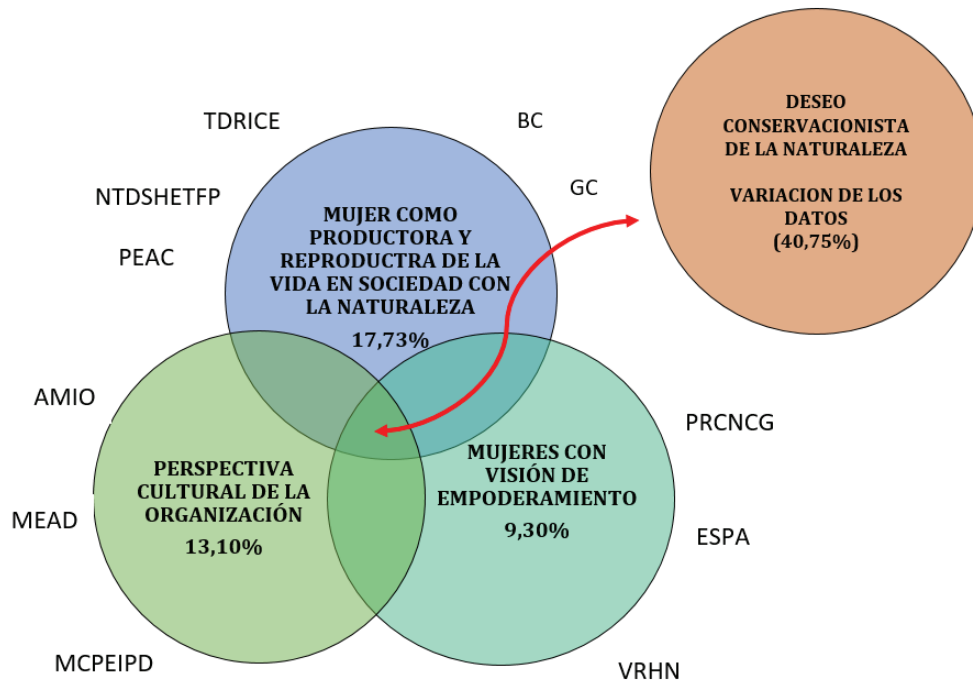 TDRICE
BC
NTDSHETFP
GC
PEAC
MUJER COMO
PRODUCTORA Y
REPRODUCTRA DE LA
VIDA EN SOCIEDAD CON
LA NATURALEZA
17,73%
DESEO
CONSERVACIONISTA
DE LA NATURALEZA
VARIACION DE LOS
DATOS
(40,75%)
AMIO
MEAD
MCPEIPD
PERSPECTIVA
CULTURAL DE LA
ORGANIZACIÓN
13,10%
MUJERES CON
VISIÓN DE
EMPODERAMIENTO
9,30%
PRCNCG
ESPA
VRHN